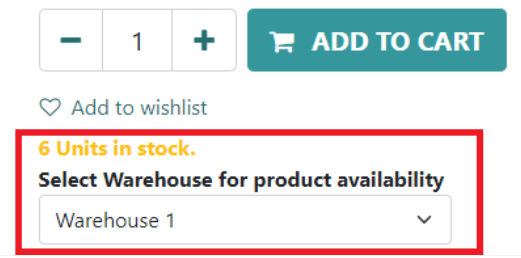 1 ADD TO CART
Add to wishlist
6 Units in stock.
Select Warehouse for product availability
Warehouse 1